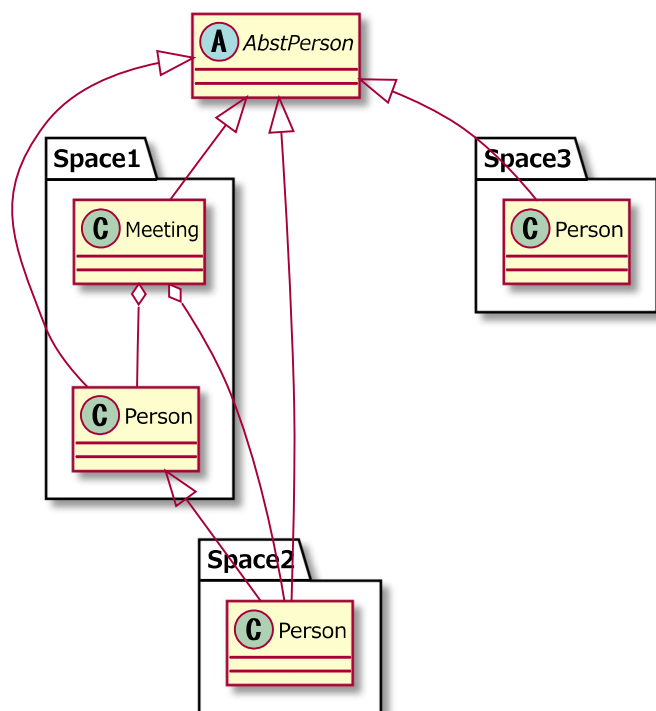 A AbstPerson
Space1
Space3
C Meeting
C Person
C Person
Space2
C Person